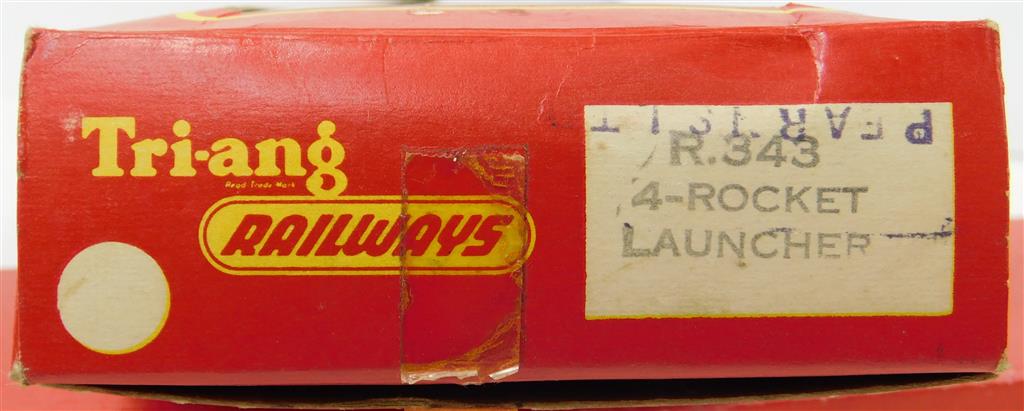 Tri-ang
Regd Trade Mark
RAILWAYS
R.343
4-ROCKET
LAUNCHER